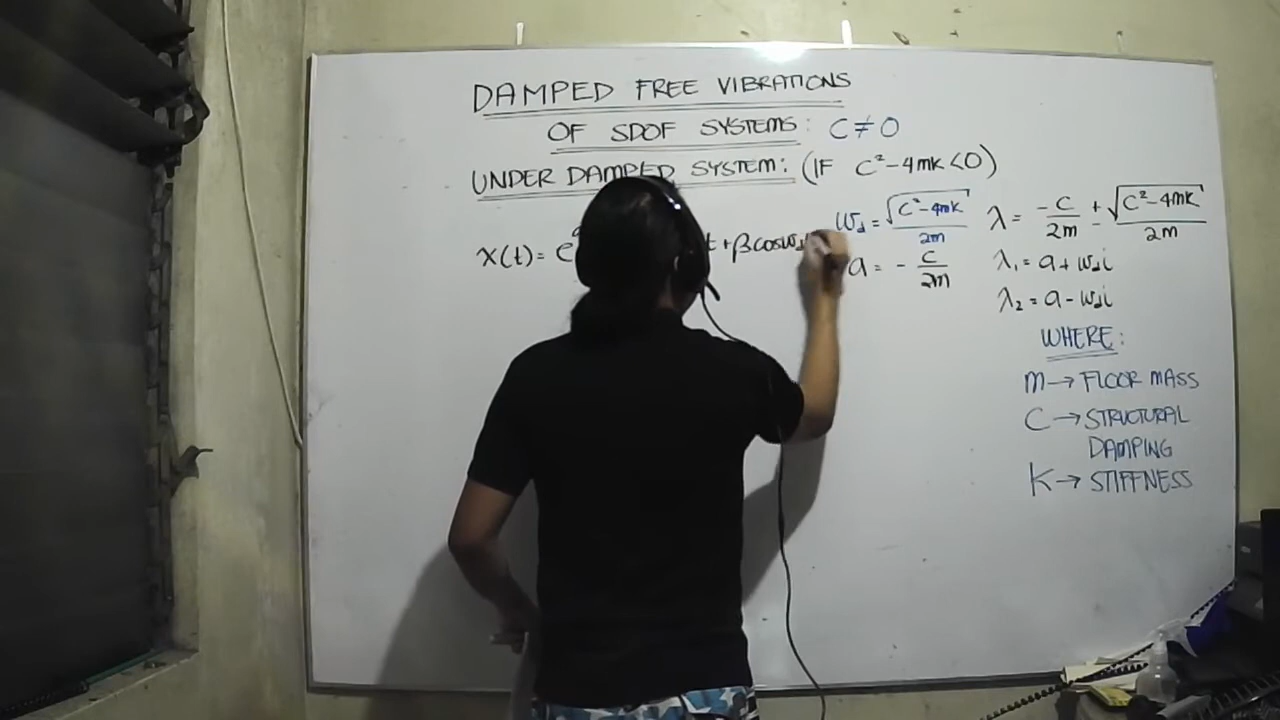 DAMPED FREE VIBRATIONS
OF SDOF SYSTEMS: C≠0
UNDER DAMPED SYSTEM: (IF C²-4mk<0)
x(t)= e t+βcosω_d
ω_d = √(C²-4mk)/2m
a = - C/2m
λ = -C/2m ± √(C²-4mk)/2m
λ₁ = a + ω_d i
λ₂ = a - ω_d i
WHERE:
m → FLOOR MASS
C → STRUCTURAL
DAMPING
K → STIFFNESS